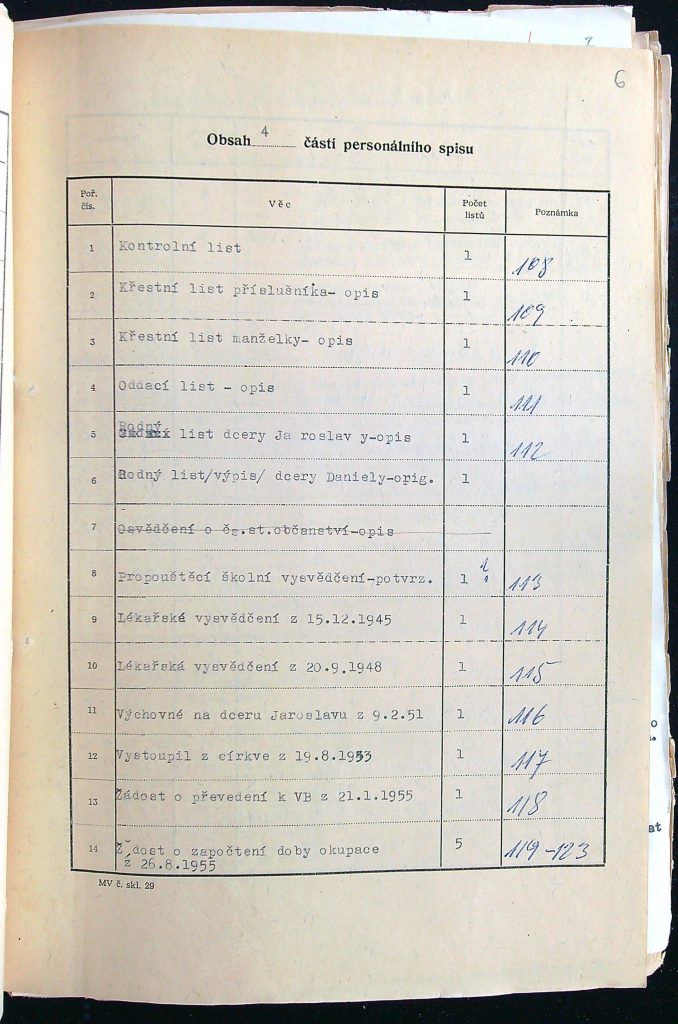 6
Obsah 4 části personálního spisu
Poř. čís. Věc Počet listů Poznámka
1 Kontrolní list 1 108
2 Křestní list příslušníka- opis 1 109
3 Křestní list manželky- opis 1 110
4 Oddací list - opis 1 111
5 Rodný list dcery Ja roslav y-opis 1 112
6 Rodný list/výpis/ dcery Daniely-orig. 1
7 Osvědčení o čs.st.občanství-opis
8 Propouštěcí školní vysvědčení-potvrz. 1 113
9 Lékařské vysvědčení z 15.12.1945 1 114
10 Lékařská vysvědčení z 20.9.1948 1 115
11 Výchovné na dceru Jaroslavu z 9.2.51 1 116
12 Vystoupil z církve z 19.8.1953 1 117
13 Žádost o převedení k VB z 21.1.1955 1 118
14 Žádost o započtení doby okupace 5 119-123
z 26.8.1955
MV č. skl. 29
at